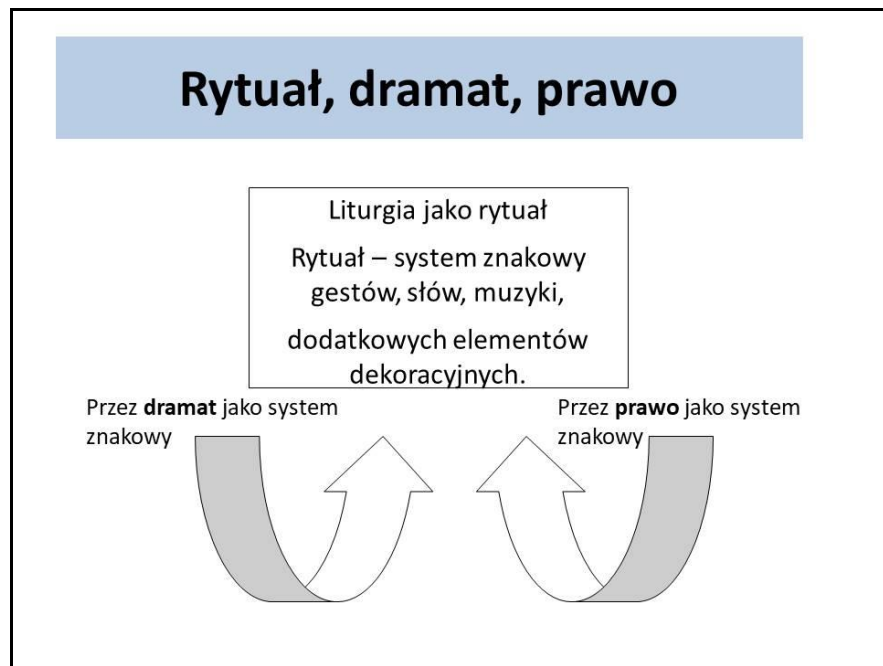 Rytuał, dramat, prawo
Liturgia jako rytuał
Rytuał – system znakowy
gestów, słów, muzyki,
dodatkowych elementów
dekoracyjnych.
Przez dramat jako system
znakowy
Przez prawo jako system
znakowy